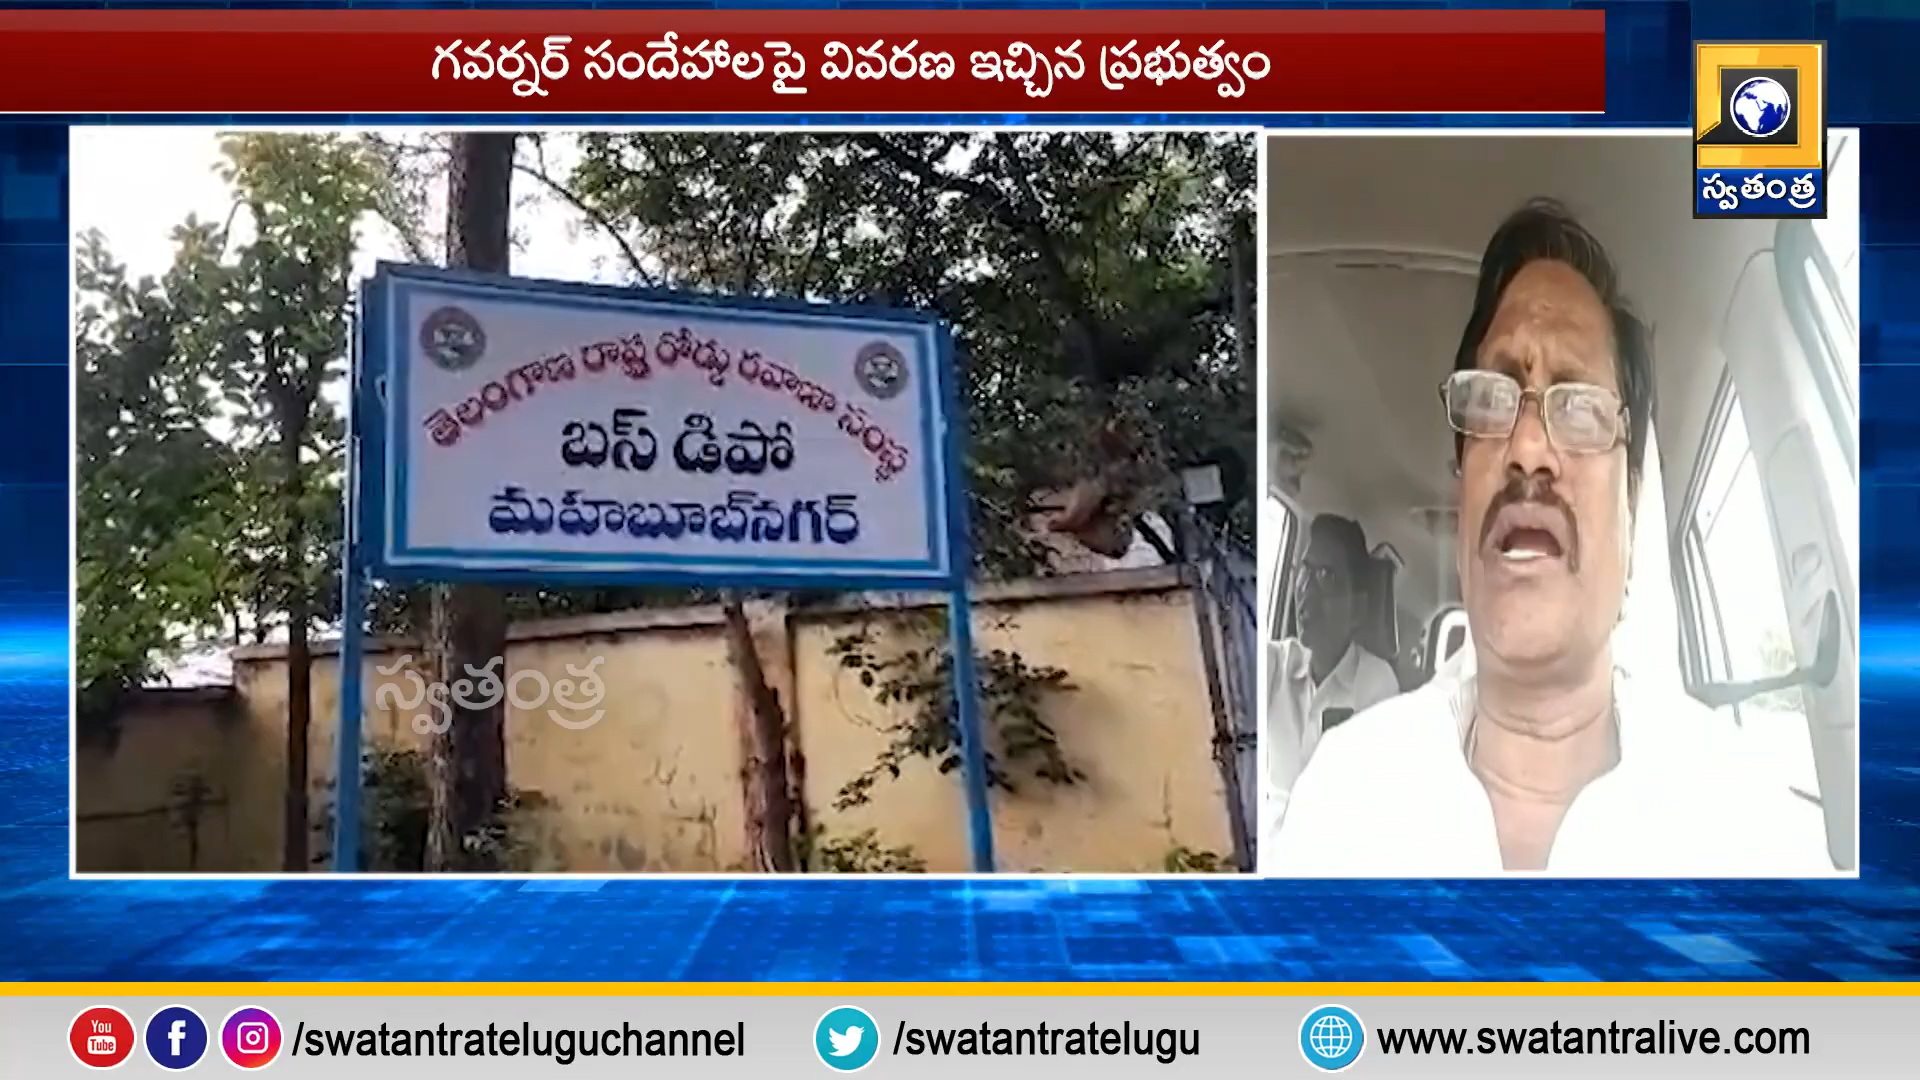 గవర్నర్ సందేహాలపై వివరణ ఇచ్చిన ప్రభుత్వం
స్వతంత్ర
తెలంగాణ రాష్ట్ర రోడ్డు రవాణా సంస్థ
బస్ డిపో
మహబూబ్‌నగర్
స్వతంత్ర
You
Tube
/swatantrateluguchannel
/swatantratelugu
www.swatantralive.com